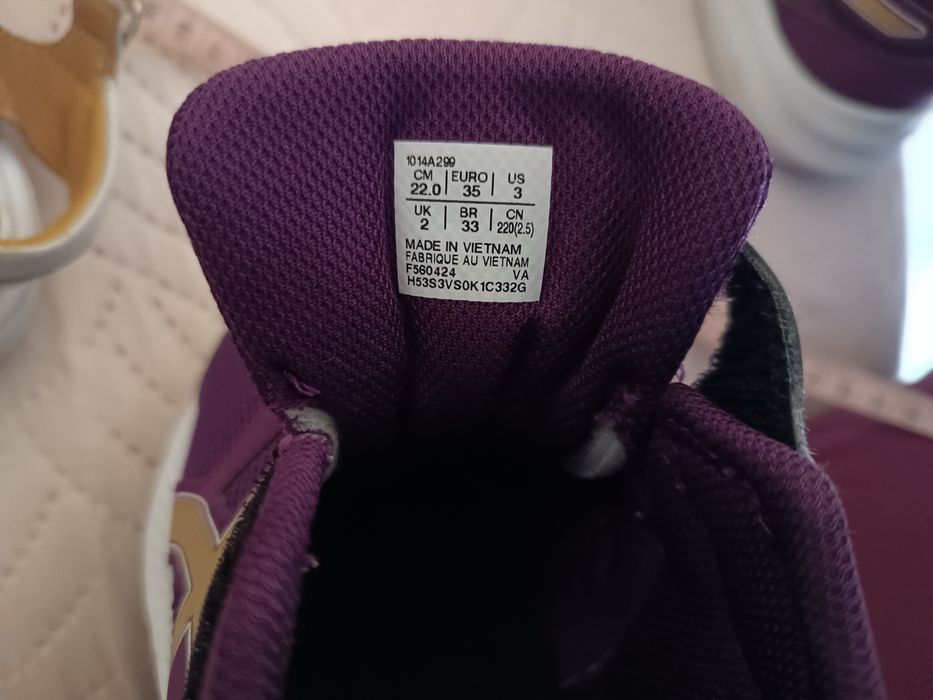 1014A299
CM | EURO | US
22.0 | 35 | 3
UK | BR | CN
2 | 33 | 220(2.5)
MADE IN VIETNAM
FABRIQUE AU VIETNAM
F560424 VA
H53S3VS0K1C332G